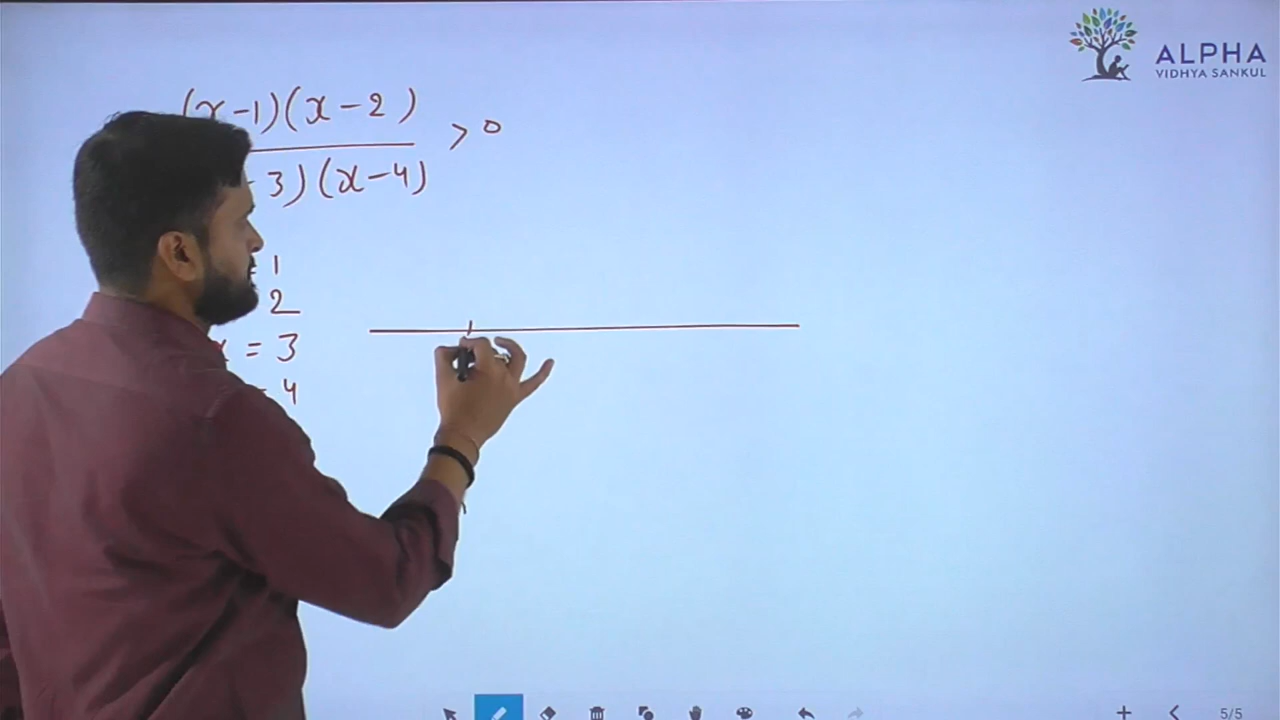 (x-1)(x-2)
> 0
3)(x-4)
1
2
x = 3
4
ALPHA
VIDHYA SANKUL
5/5